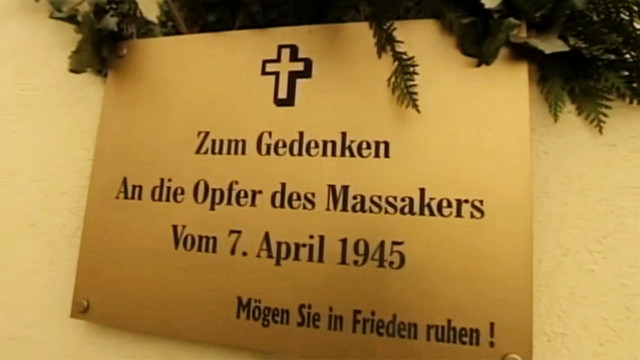 Zum Gedenken
An die Opfer des Massakers
Vom 7. April 1945
Mögen Sie in Frieden ruhen !